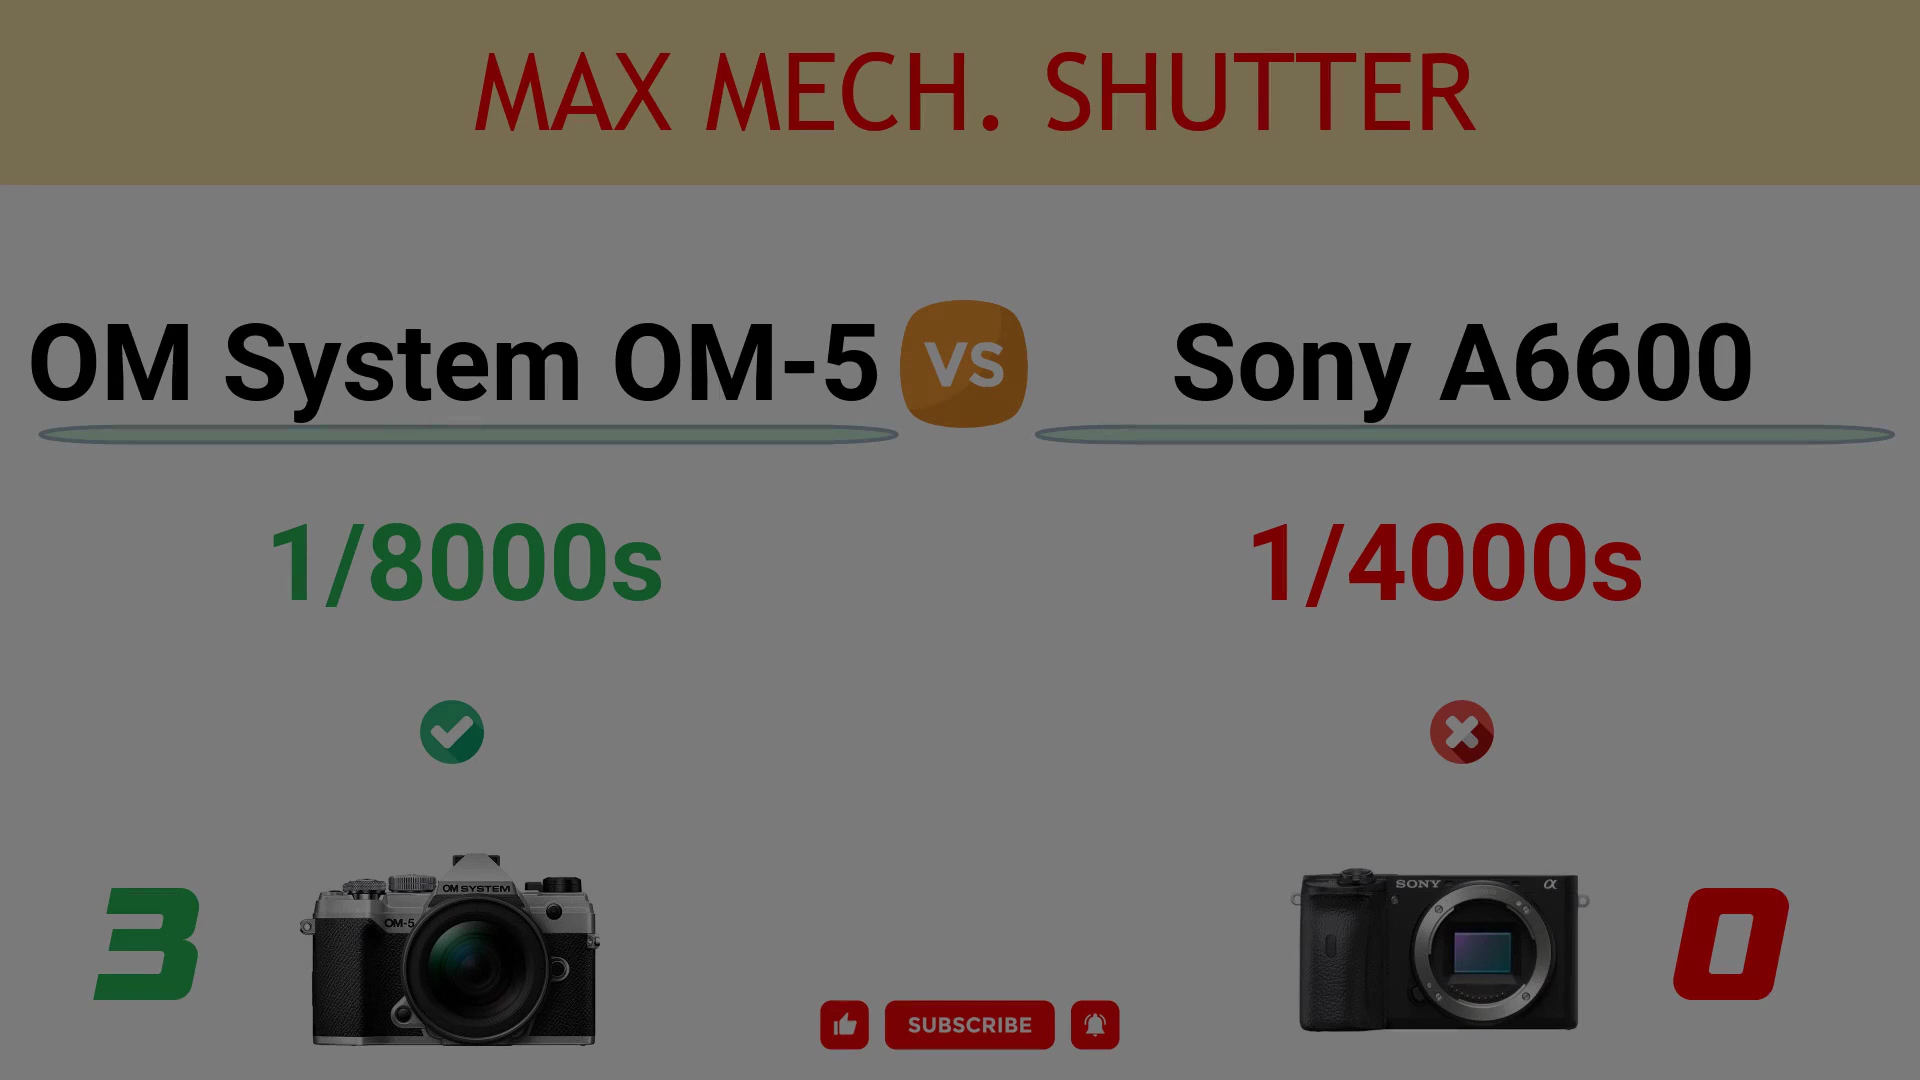 MAX MECH. SHUTTER
OM System OM-5
VS
Sony A6600
1/8000s
1/4000s
3
OM SYSTEM
OM-5
SONY
α
0
SUBSCRIBE